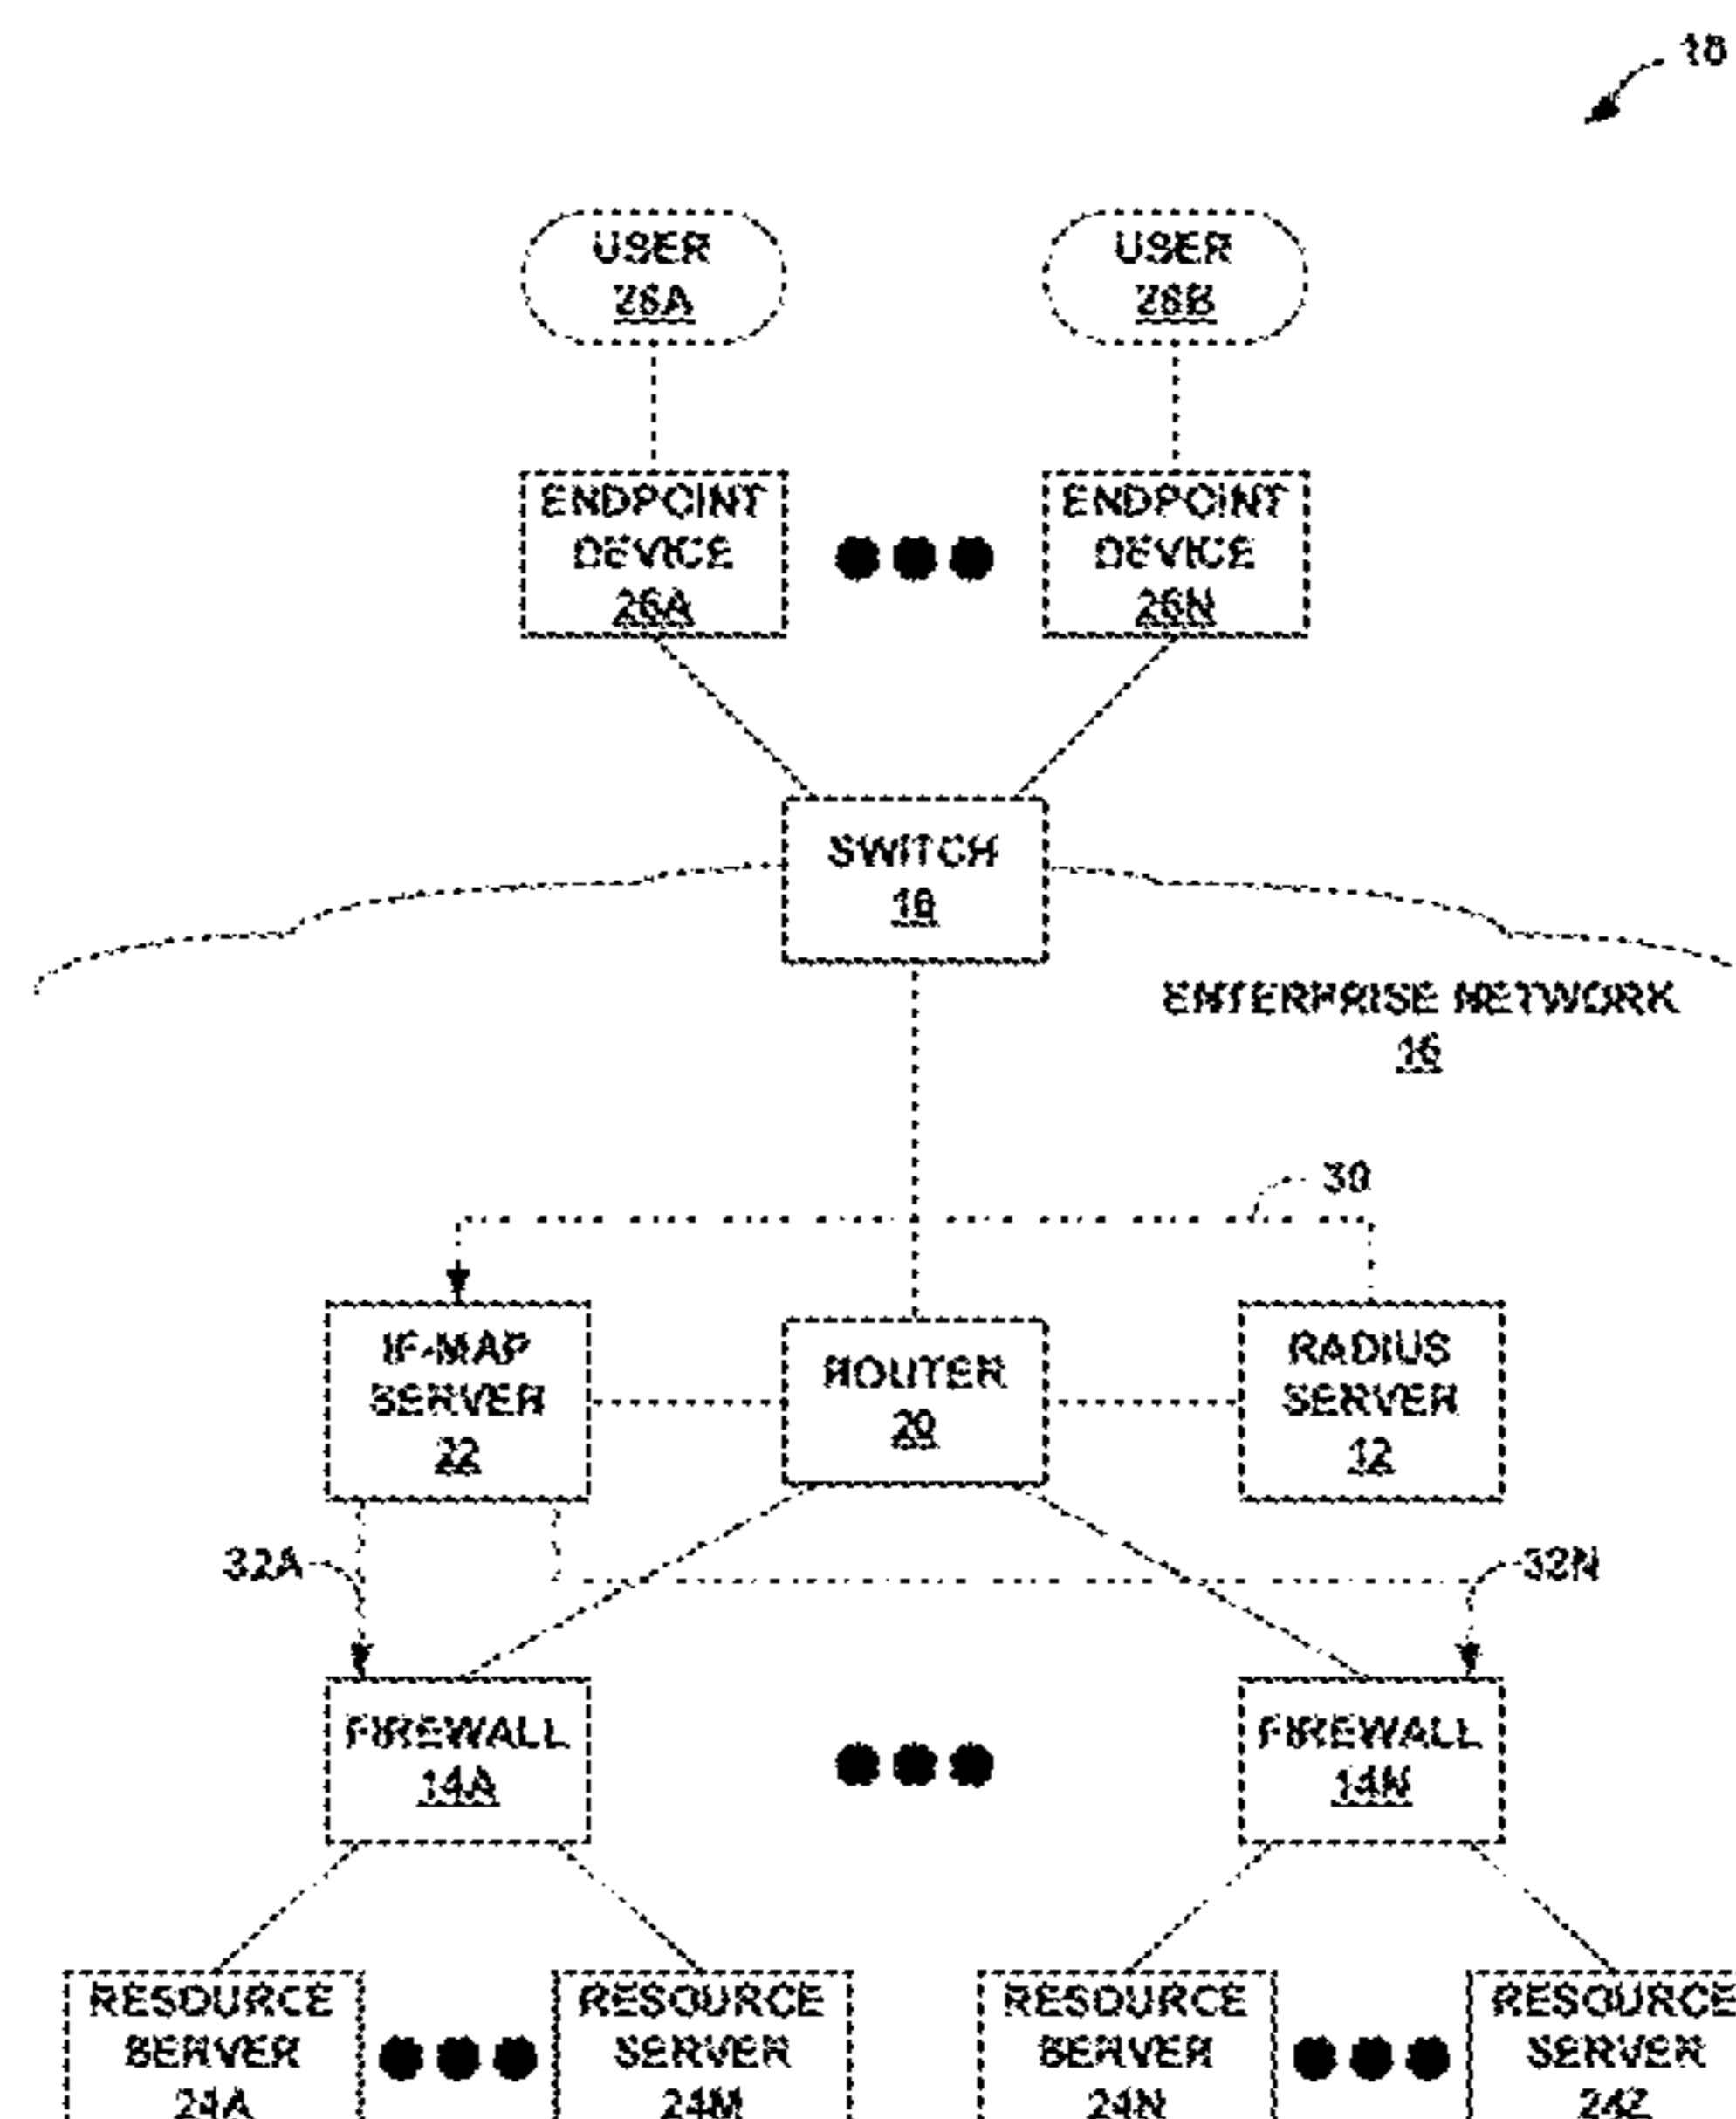 10
USER
28A
USER
28B
ENDPOINT
DEVICE
26A
ENDPOINT
DEVICE
26N
SWITCH
18
ENTERPRISE NETWORK
16
30
IF-MAP
SERVER
22
ROUTER
20
RADIUS
SERVER
12
32A
32N
FIREWALL
14A
FIREWALL
14N
RESOURCE
SERVER
24A
RESOURCE
SERVER
24M
RESOURCE
SERVER
24N
RESOURCE
SERVER
24Z